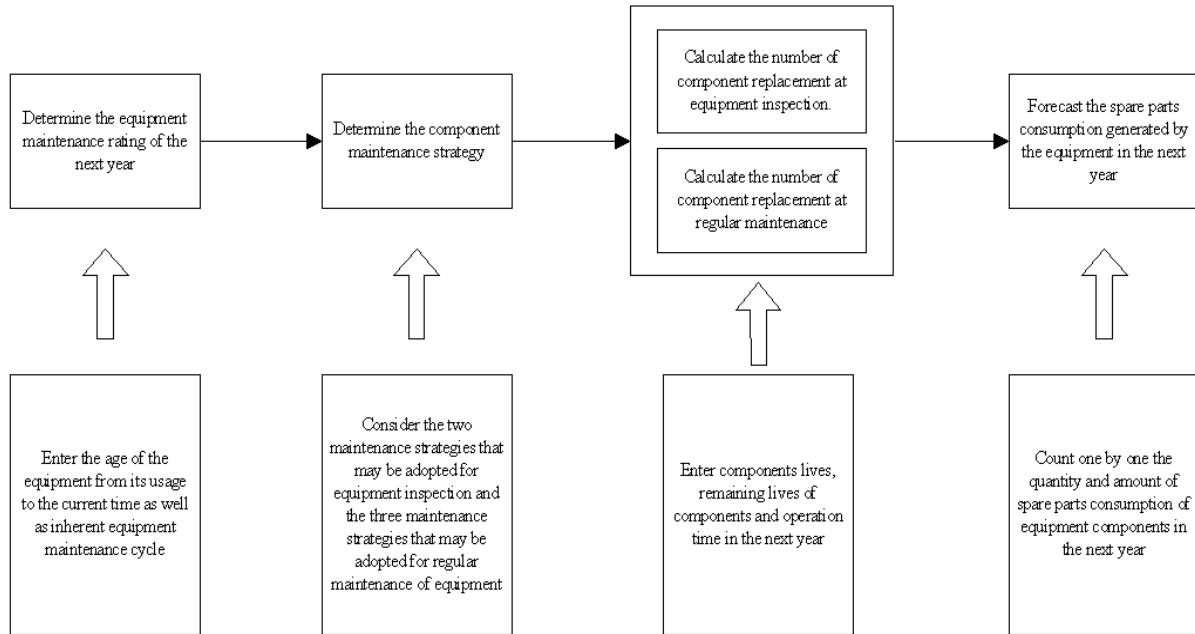 Determine the equipment
maintenance rating of the
next year
Determine the component
maintenance strategy
Calculate the number of
component replacement at
equipment inspection.
Calculate the number of
component replacement at
regular maintenance
Forecast the spare parts
consumption generated by
the equipment in the next
year
Enter the age of the
equipment from its usage
to the current time as well
as inherent equipment
maintenance cycle
Consider the two
maintenance strategies that
may be adopted for
equipment inspection and
the three maintenance
strategies that may be
adopted for regular
maintenance of equipment
Enter components lives,
remaining lives of
components and operation
time in the next year
Count one by one the
quantity and amount of
spare parts consumption of
equipment components in
the next year